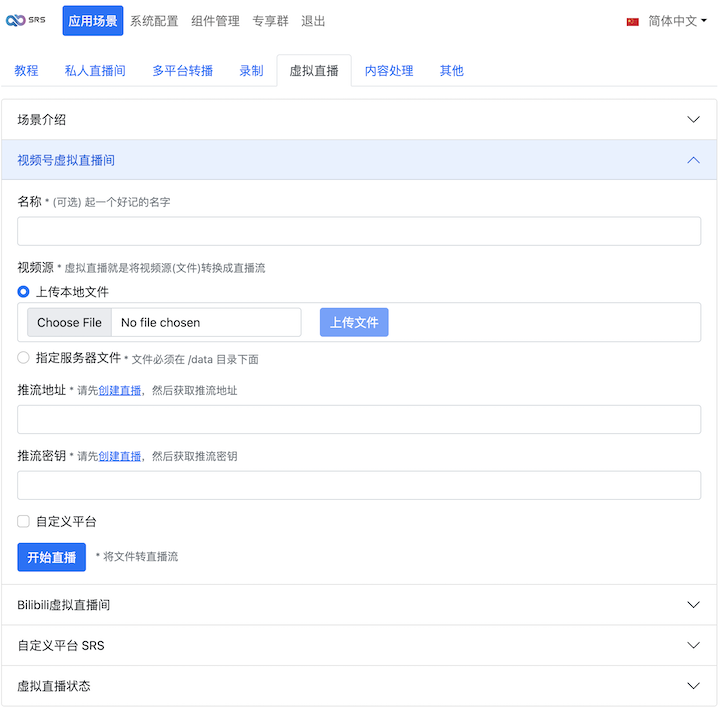 SRS 应用场景 系统配置 组件管理 专享群 退出 简体中文
教程 私人直播间 多平台转播 录制 虚拟直播 内容处理 其他
场景介绍
视频号虚拟直播间
名称 * (可选) 起一个好记的名字
视频源 * 虚拟直播就是将视频源(文件)转换成直播流
上传本地文件
Choose File No file chosen 上传文件
指定服务器文件 * 文件必须在 /data 目录下面
推流地址 * 请先创建直播，然后获取推流地址
推流密钥 * 请先创建直播，然后获取推流密钥
自定义平台
开始直播 * 将文件转直播流
Bilibili虚拟直播间
自定义平台 SRS
虚拟直播状态